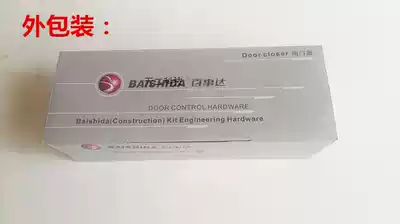 外包装：
Door closer 闭门器
BAISHIDA 百事达
DOOR CONTROL HARDWARE
Baishida(Construction) Kit Engineering Hardware